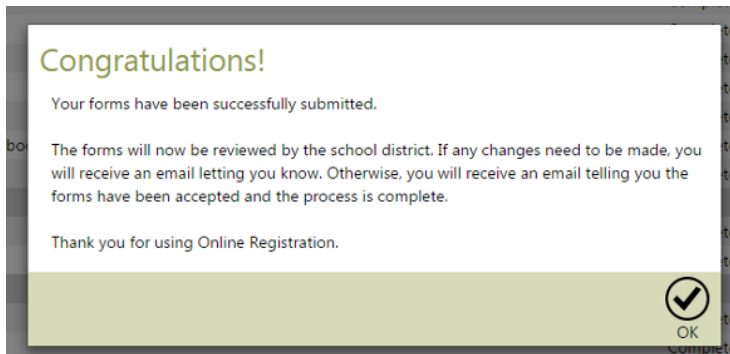 Congratulations!
Your forms have been successfully submitted.
The forms will now be reviewed by the school district. If any changes need to be made, you
will receive an email letting you know. Otherwise, you will receive an email telling you the
forms have been accepted and the process is complete.
Thank you for using Online Registration.
OK